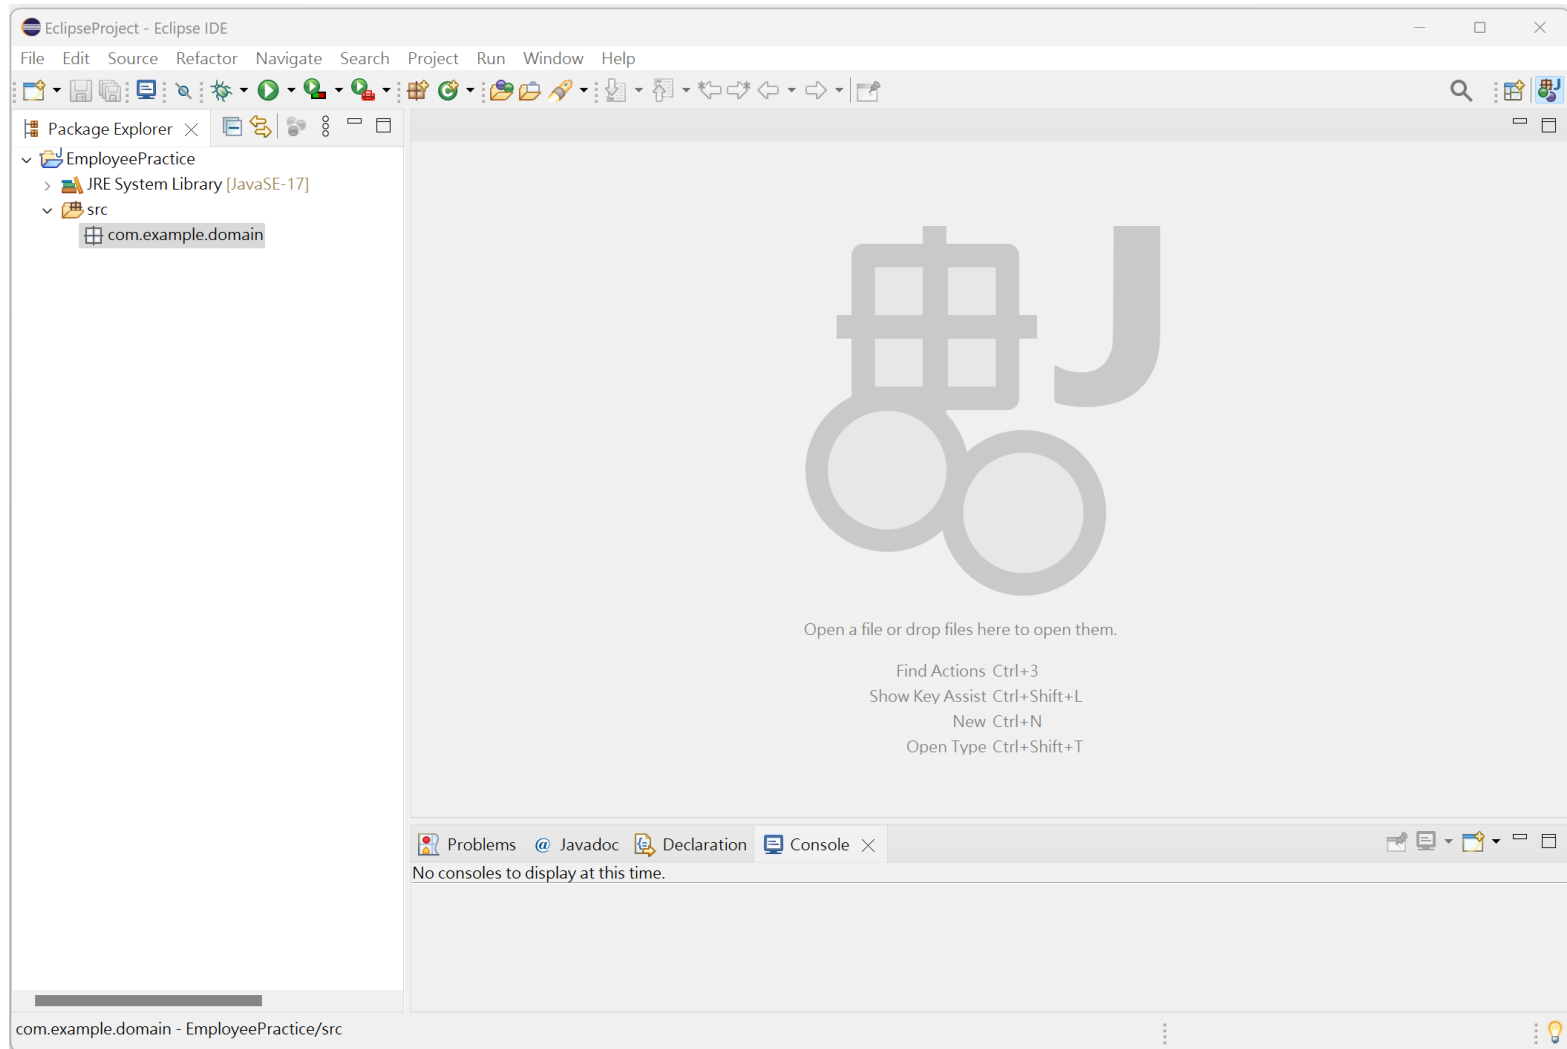 EclipseProject - Eclipse IDE
File Edit Source Refactor Navigate Search Project Run Window Help
Package Explorer
EmployeePractice
JRE System Library [JavaSE-17]
src
com.example.domain
Open a file or drop files here to open them.
Find Actions Ctrl+3
Show Key Assist Ctrl+Shift+L
New Ctrl+N
Open Type Ctrl+Shift+T
Problems @ Javadoc Declaration Console
No consoles to display at this time.
com.example.domain - EmployeePractice/src